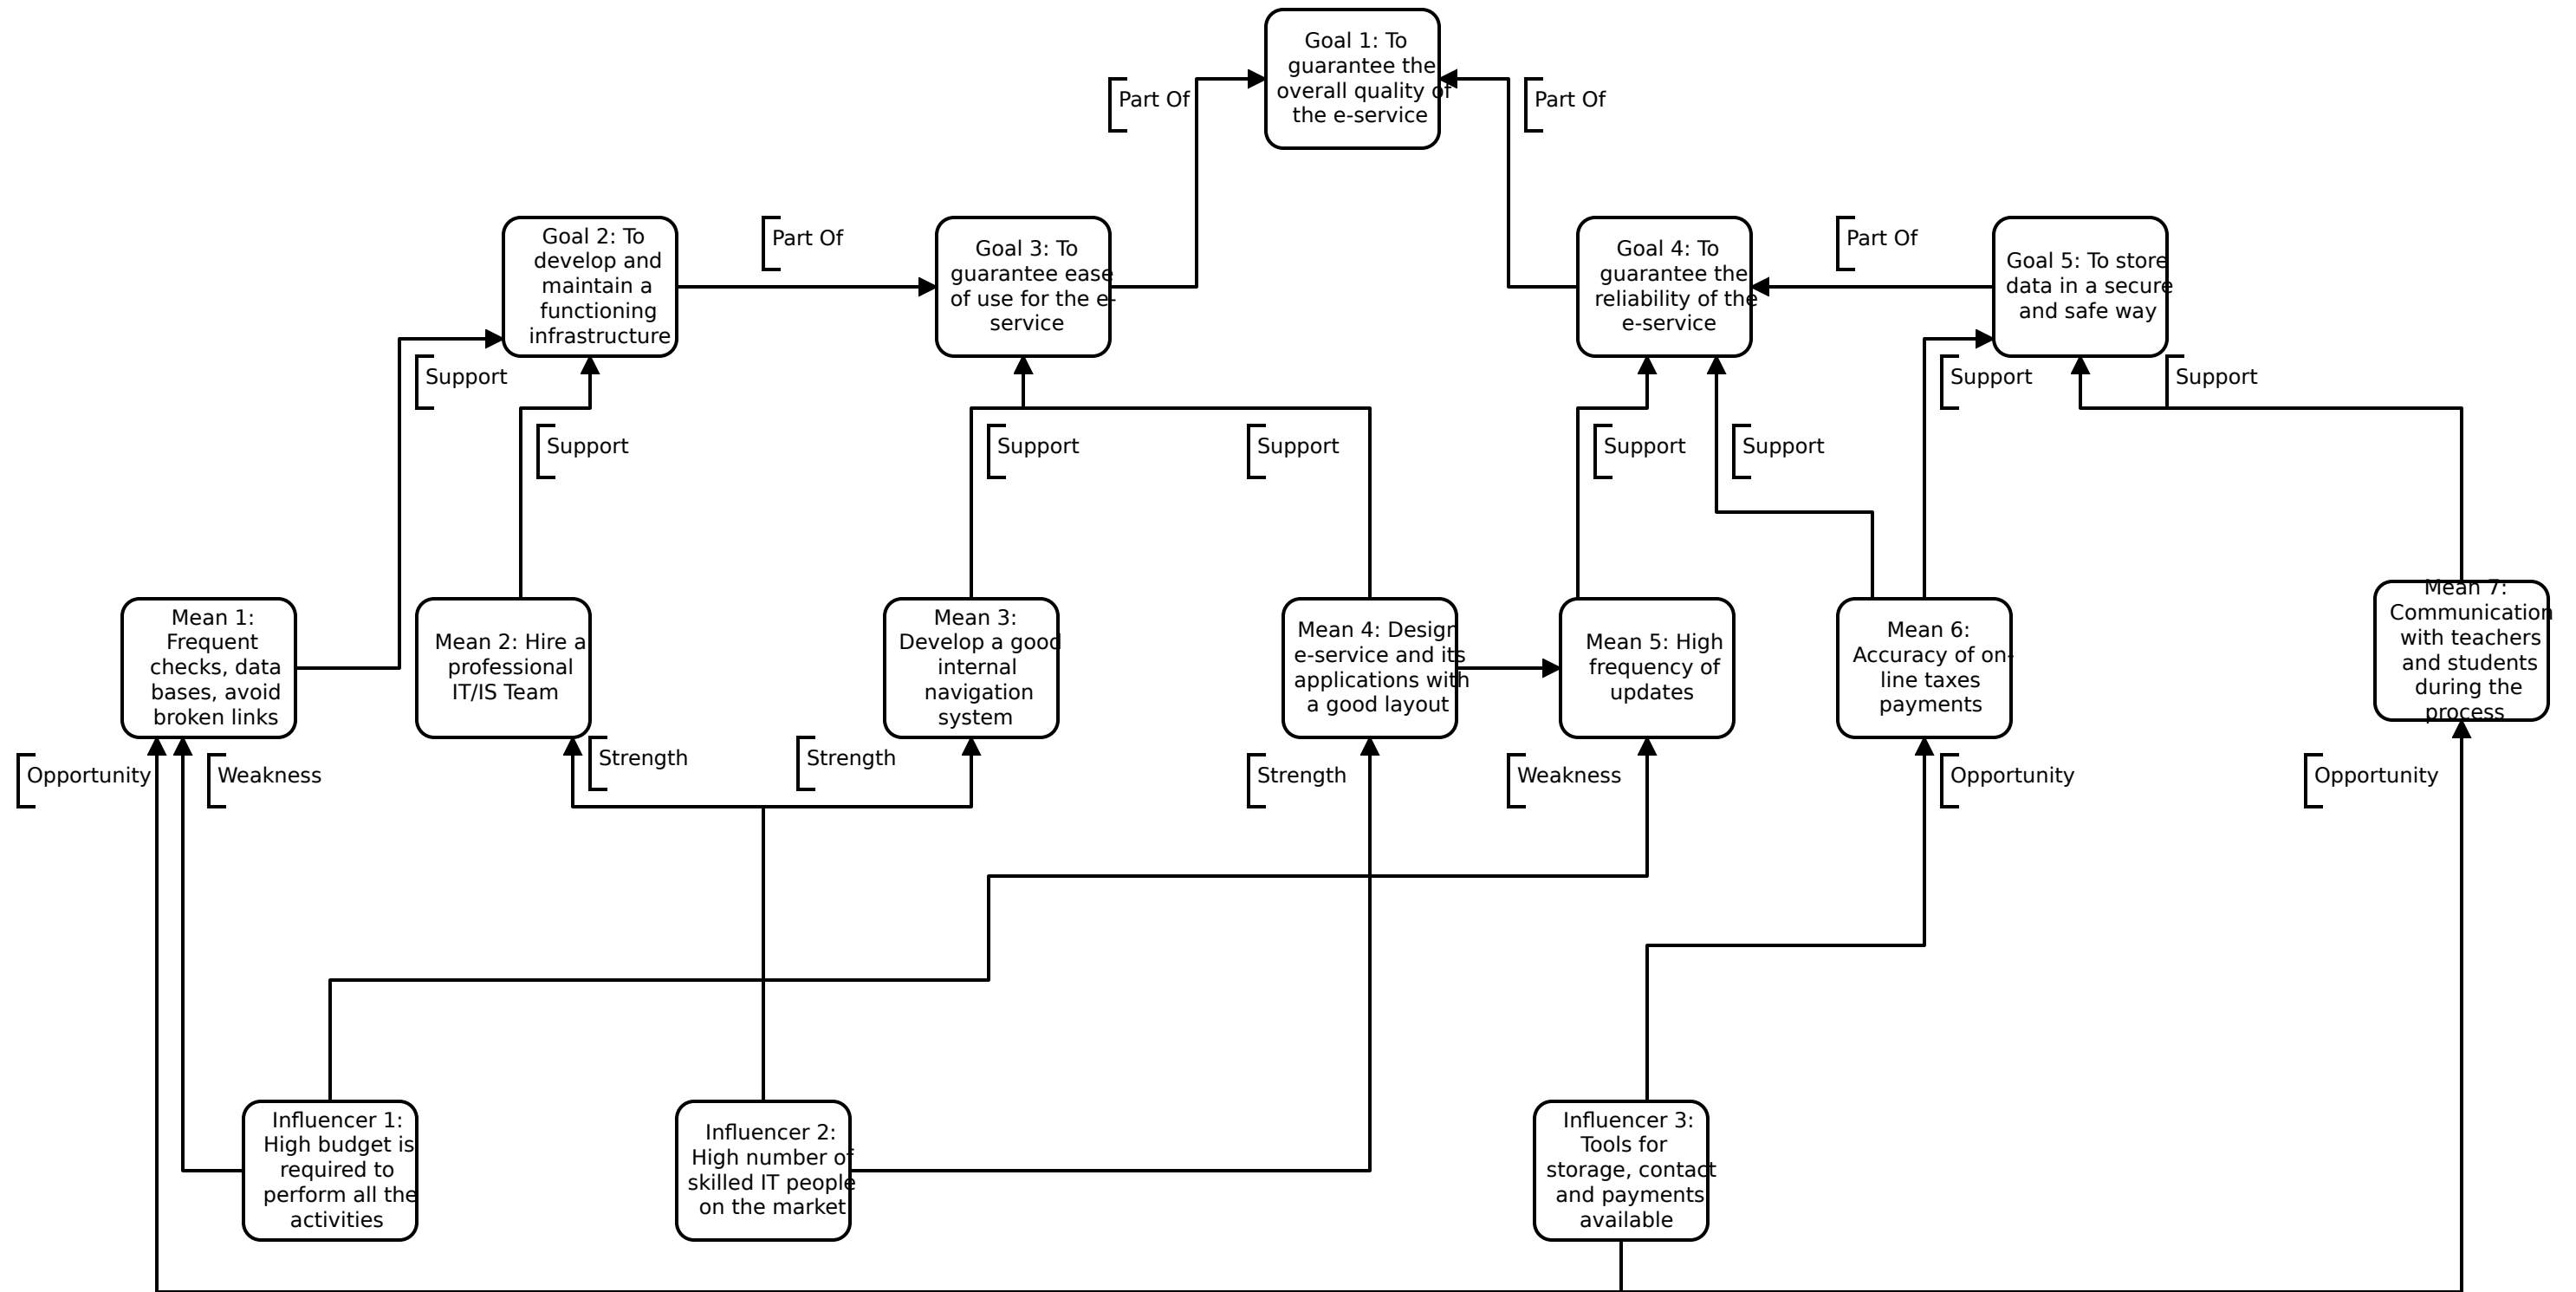 Goal 1: To
guarantee the
overall quality of
the e-service
Part Of
Part Of
Goal 2: To
develop and
maintain a
functioning
infrastructure
Part Of
Goal 3: To
guarantee ease
of use for the e-
service
Goal 4: To
guarantee the
reliability of the
e-service
Part Of
Goal 5: To store
data in a secure
and safe way
Support
Support
Support
Support
Support
Support
Support
Support
Mean 1:
Frequent
checks, data
bases, avoid
broken links
Mean 2: Hire a
professional
IT/IS Team
Mean 3:
Develop a good
internal
navigation
system
Mean 4: Design
e-service and its
applications with
a good layout
Mean 5: High
frequency of
updates
Mean 6:
Accuracy of on-
line taxes
payments
Mean 7:
Communication
with teachers
and students
during the
process
Opportunity
Weakness
Strength
Strength
Strength
Weakness
Opportunity
Opportunity
Influencer 1:
High budget is
required to
perform all the
activities
Influencer 2:
High number of
skilled IT people
on the market
Influencer 3:
Tools for
storage, contact
and payments
available